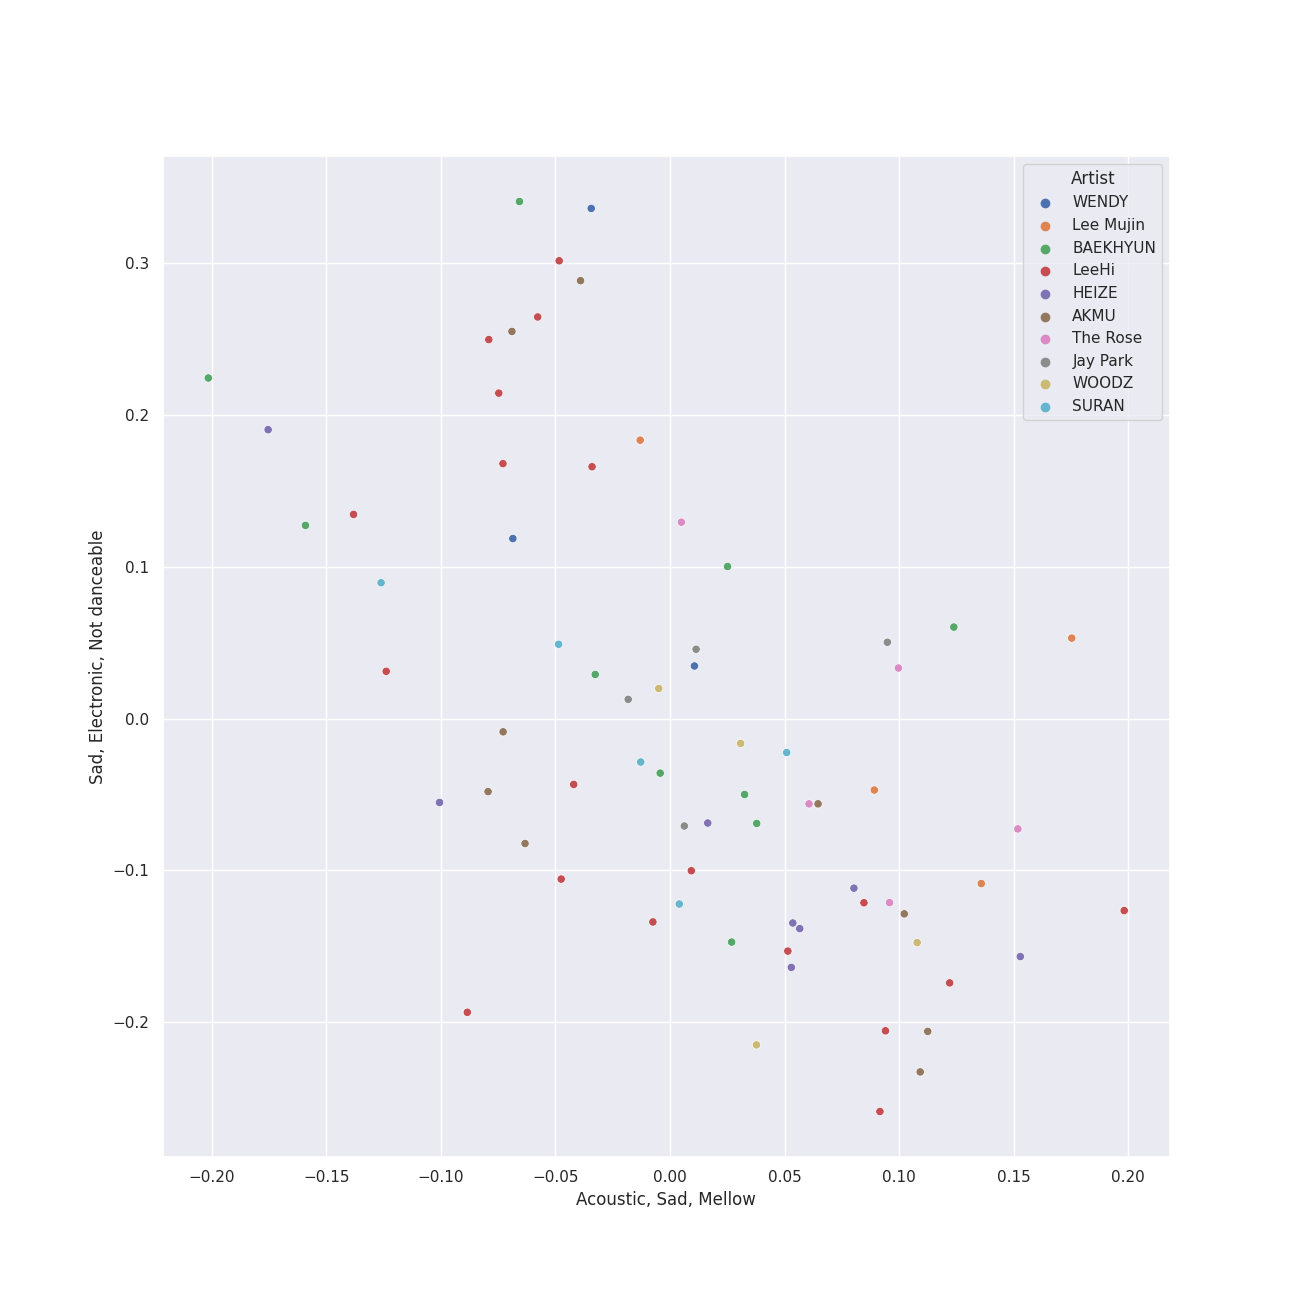 Artist
WENDY
Lee Mujin
BAEKHYUN
LeeHi
HEIZE
AKMU
The Rose
Jay Park
WOODZ
SURAN
0.3
0.2
0.1
0.0
−0.1
−0.2
Sad, Electronic, Not danceable
−0.20 −0.15 −0.10 −0.05 0.00 0.05 0.10 0.15 0.20
Acoustic, Sad, Mellow